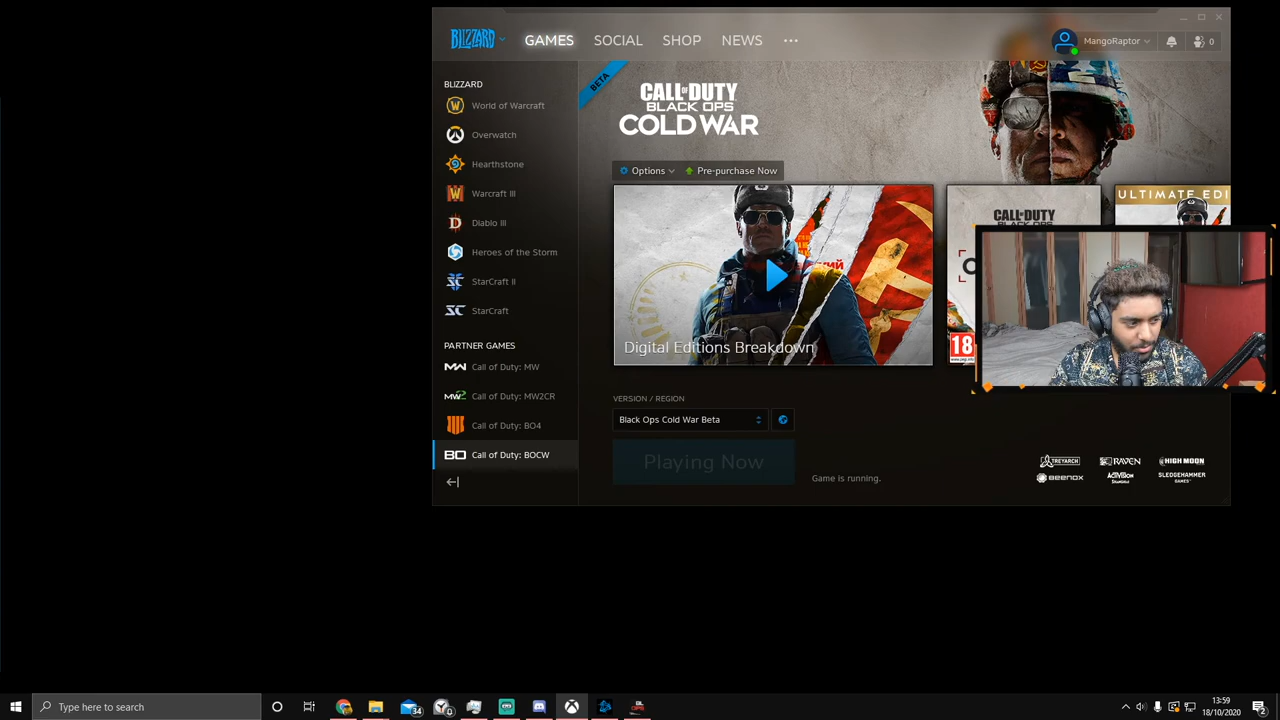 BLIZZARD
GAMES
SOCIAL
SHOP
NEWS
MangoRaptor
0
BLIZZARD
World of Warcraft
Overwatch
Hearthstone
Warcraft III
Diablo III
Heroes of the Storm
StarCraft II
StarCraft
PARTNER GAMES
Call of Duty: MW
Call of Duty: MW2CR
Call of Duty: BO4
Call of Duty: BOCW
BETA
CALL OF DUTY
BLACK OPS
COLD WAR
Options
Pre-purchase Now
Digital Editions Breakdown
CALL OF DUTY
ULTIMATE EDI
18
VERSION / REGION
Black Ops Cold War Beta
Playing Now
Game is running.
TREYARCH
RAVEN
HIGH MOON
BEENOX
ACTIVISION
SLEDGEHAMMER
GAMES
Type here to search
34
13:59
18/10/2020
2